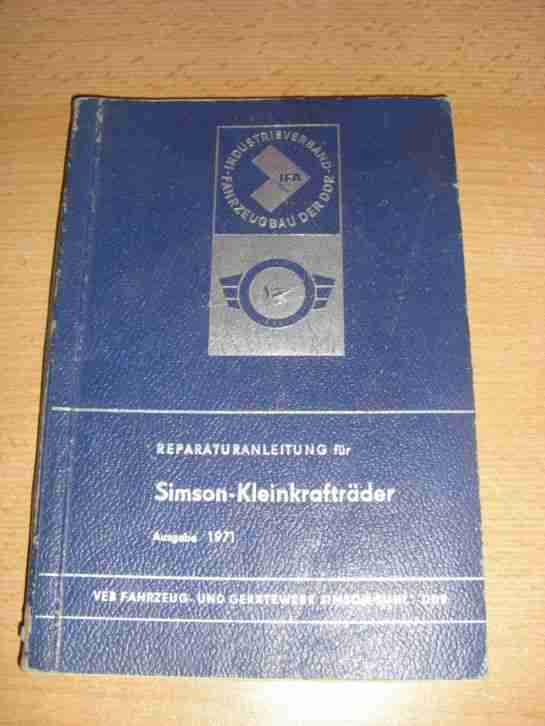 INDUSTRIEVERBAND
FAHRZEUGBAU DER DDR
IFA
REPARATURANLEITUNG für
Simson-Kleinkrafträder
Ausgabe 1971
VEB FAHRZEUG- UND GERÄTEWERK SIMSON SUHL · DDR